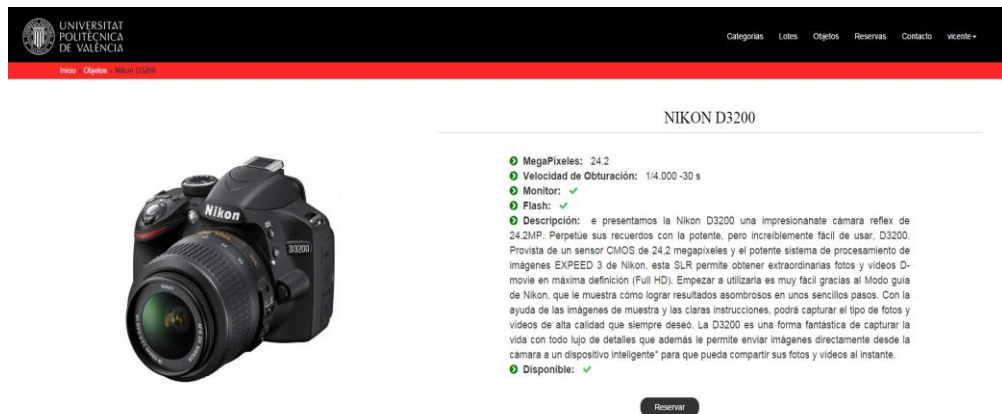 UNIVERSITAT
POLITÈCNICA
DE VALÈNCIA
Categorias Lotes Objetos Reservas Contacto vicente
Inicio Objetos Nikon D3200
NIKON D3200
Nikon
D3200
MegaPíxeles: 24.2
Velocidad de Obturación: 1/4.000 -30 s
Monitor:
Flash:
Descripción: e presentamos la Nikon D3200 una impresionanate cámara reflex de
24.2MP. Perpetúe sus recuerdos con la potente, pero increíblemente fácil de usar, D3200.
Provista de un sensor CMOS de 24,2 megapíxeles y el potente sistema de procesamiento de
imágenes EXPEED 3 de Nikon, esta SLR permite obtener extraordinarias fotos y vídeos D-
movie en máxima definición (Full HD). Empezar a utilizarla es muy fácil gracias al Modo guía
de Nikon, que le muestra cómo lograr resultados asombrosos en unos sencillos pasos. Con la
ayuda de las imágenes de muestra y las claras instrucciones, podrá capturar el tipo de fotos y
vídeos de alta calidad que siempre deseó. La D3200 es una forma fantástica de capturar la
vida con todo lujo de detalles que además le permite enviar imágenes directamente desde la
cámara a un dispositivo inteligente* para que pueda compartir sus fotos y vídeos al instante.
Disponible:
Reservar